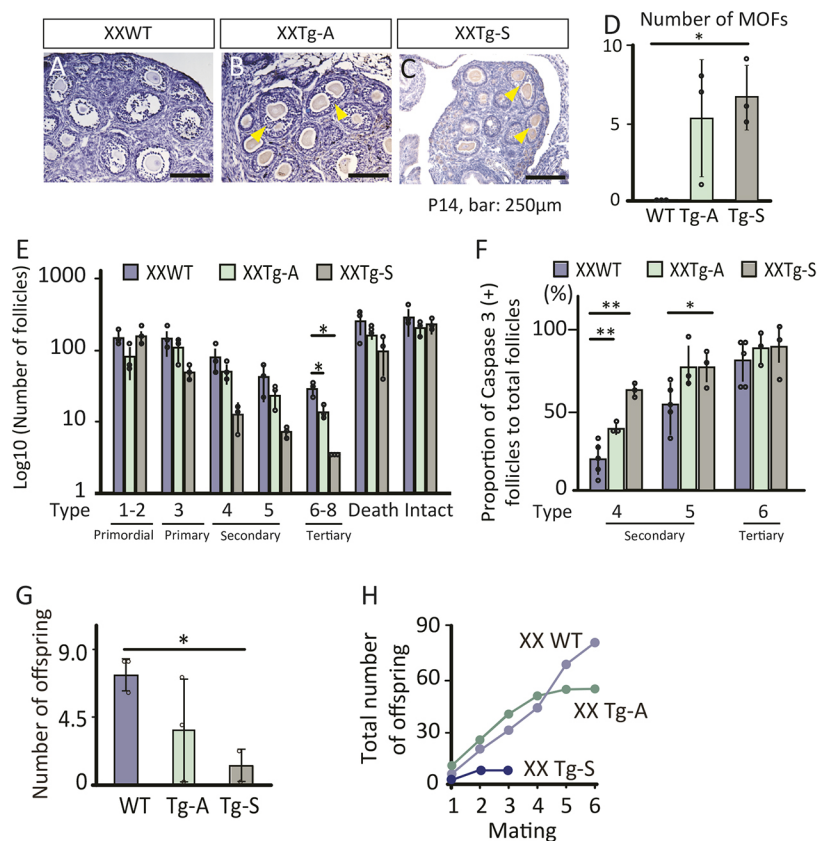 XXWT
XXTg-A
XXTg-S
A
B
C
P14, bar: 250μm
D
Number of MOFs
*
10
5
0
WT Tg-A Tg-S
E
XXWT XXTg-A XXTg-S
Log10 (Number of follicles)
1000
100
10
1
*
*
Type 1-2 3 4 5 6-8 Death Intact
Primordial Primary Secondary Tertiary
F
XXWT XXTg-A XXTg-S
Proportion of Caspase 3 (+)
follicles to total follicles
(%)
100
50
0
**
**
*
Type 4 5 6
Secondary Tertiary
G
Number of offspring
9.0
4.5
0
*
WT Tg-A Tg-S
H
Total number
of offspring
90
60
30
0
XX WT
XX Tg-A
XX Tg-S
1 2 3 4 5 6
Mating